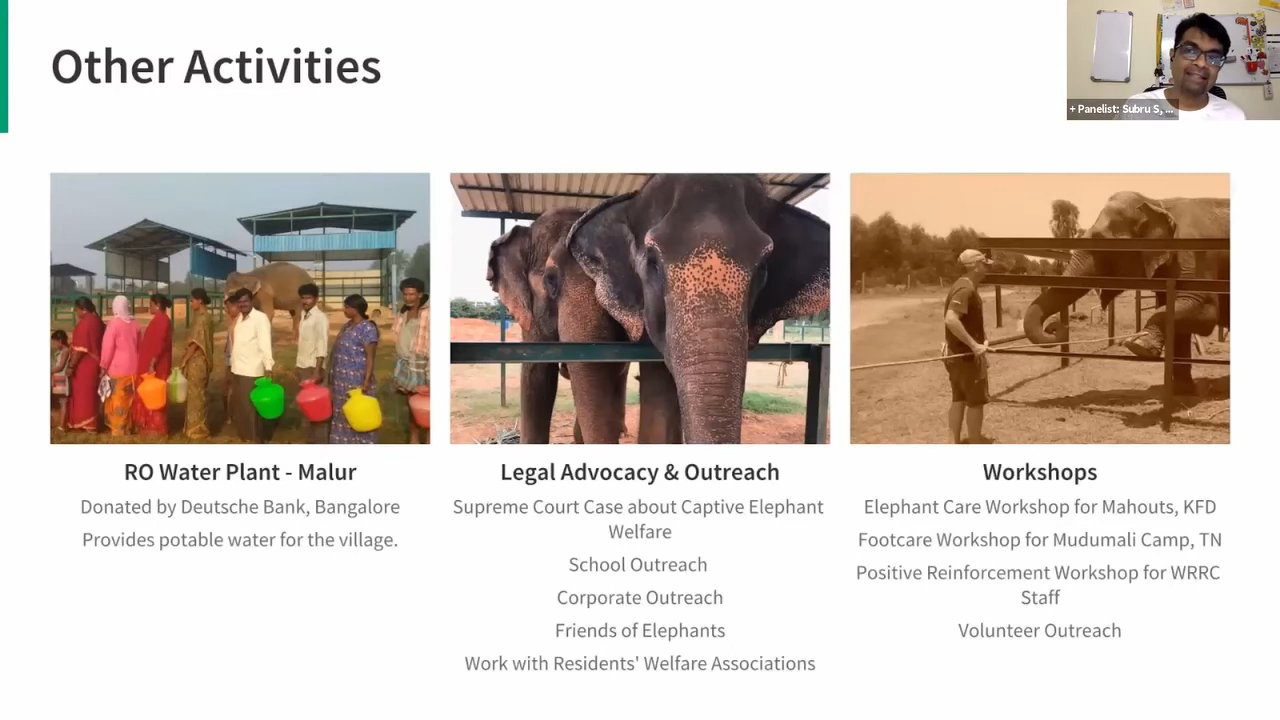 Other Activities
+ Panelist: Subru S, ...
RO Water Plant - Malur
Donated by Deutsche Bank, Bangalore
Provides potable water for the village.
Legal Advocacy & Outreach
Supreme Court Case about Captive Elephant
Welfare
School Outreach
Corporate Outreach
Friends of Elephants
Work with Residents' Welfare Associations
Workshops
Elephant Care Workshop for Mahouts, KFD
Footcare Workshop for Mudumali Camp, TN
Positive Reinforcement Workshop for WRRC
Staff
Volunteer Outreach